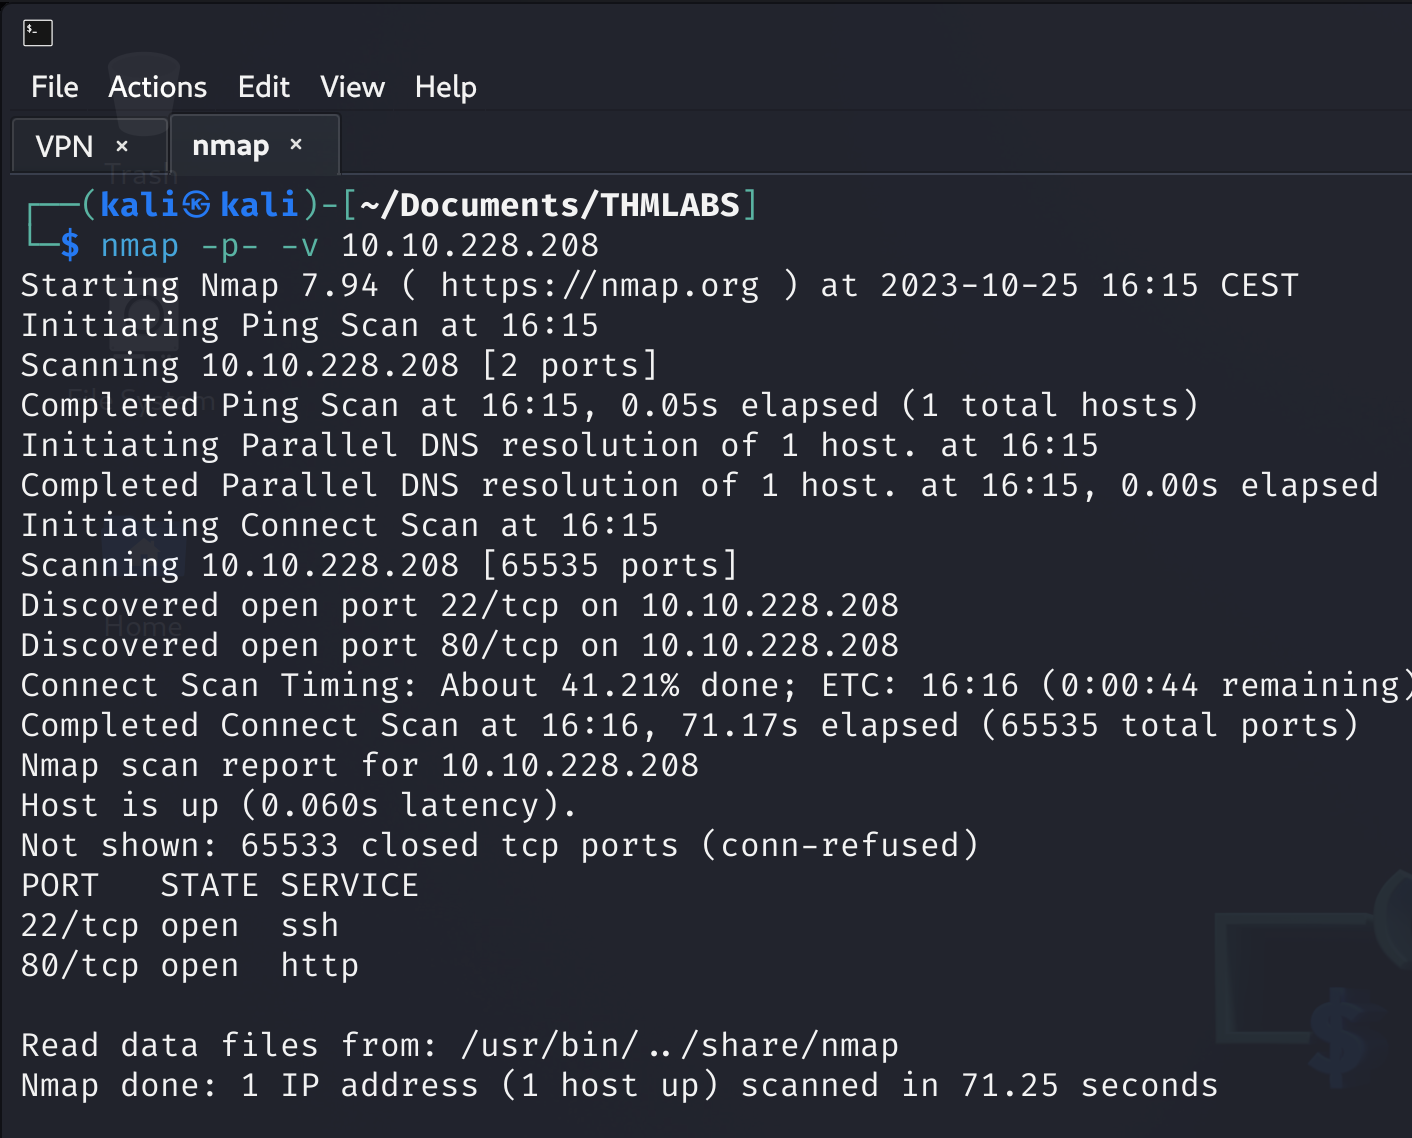 File Actions Edit View Help
VPN × nmap ×
Trash
┌──(kali㉿kali)-[~/Documents/THMLABS]
└─$ nmap -p- -v 10.10.228.208
Starting Nmap 7.94 ( https://nmap.org ) at 2023-10-25 16:15 CEST
Initiating Ping Scan at 16:15
Scanning 10.10.228.208 [2 ports]
File System
Completed Ping Scan at 16:15, 0.05s elapsed (1 total hosts)
Initiating Parallel DNS resolution of 1 host. at 16:15
Completed Parallel DNS resolution of 1 host. at 16:15, 0.00s elapsed
Initiating Connect Scan at 16:15
Scanning 10.10.228.208 [65535 ports]
Discovered open port 22/tcp on 10.10.228.208
Home
Discovered open port 80/tcp on 10.10.228.208
Connect Scan Timing: About 41.21% done; ETC: 16:16 (0:00:44 remaining)
Completed Connect Scan at 16:16, 71.17s elapsed (65535 total ports)
Nmap scan report for 10.10.228.208
Host is up (0.060s latency).
Not shown: 65533 closed tcp ports (conn-refused)
PORT   STATE SERVICE
22/tcp open  ssh
80/tcp open  http
Read data files from: /usr/bin/../share/nmap
Nmap done: 1 IP address (1 host up) scanned in 71.25 seconds